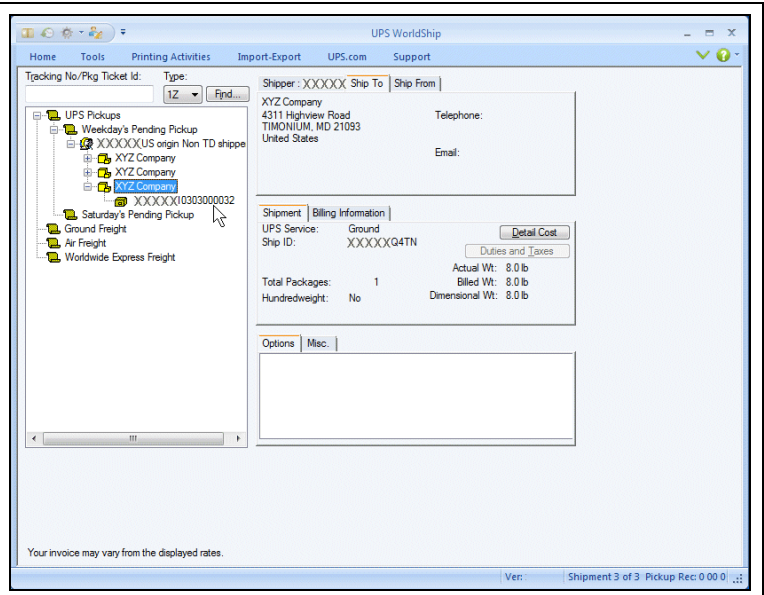 UPS WorldShip
Home Tools Printing Activities Import-Export UPS.com Support
Tracking No/Pkg Ticket Id: Type:
1Z Find...
UPS Pickups
Weekday's Pending Pickup
XXXXXUS origin Non TD shippe
XYZ Company
XYZ Company
XYZ Company
XXXXXI0303000032
Saturday's Pending Pickup
Ground Freight
Air Freight
Worldwide Express Freight
Shipper : XXXXXX Ship To Ship From
XYZ Company
4311 Highview Road Telephone:
TIMONIUM, MD 21093
United States
Email:
Shipment Billing Information
UPS Service: Ground Detail Cost
Ship ID: XXXXXQ4TN
Duties and Taxes
Actual Wt: 8.0 lb
Total Packages: 1 Billed Wt: 8.0 lb
Hundredweight: No Dimensional Wt: 8.0 lb
Options Misc.
Your invoice may vary from the displayed rates.
Ver: Shipment 3 of 3 Pickup Rec: 0 00 0